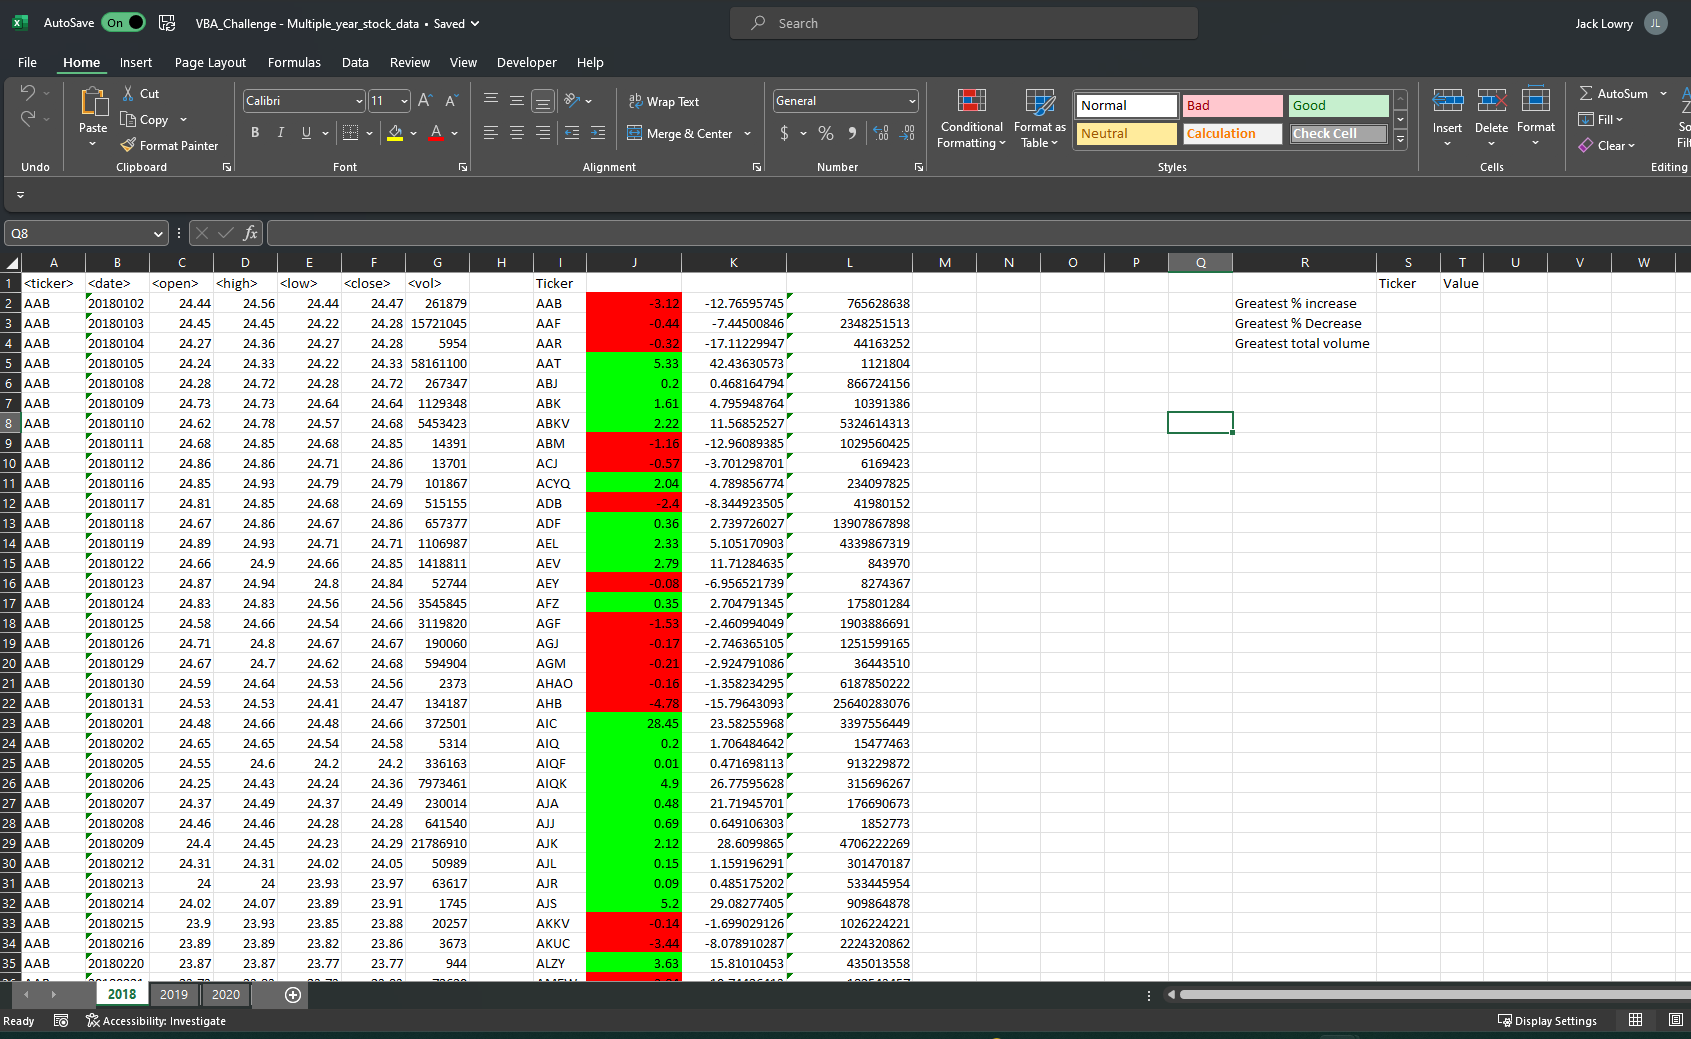 AutoSave On VBA_Challenge - Multiple_year_stock_data • Saved Search Jack Lowry JL
File Home Insert Page Layout Formulas Data Review View Developer Help
Cut Calibri 11 Wrap Text General Normal Bad Good AutoSum
Paste Copy B I U Merge & Center $ % Conditional Formatting Format as Table Neutral Calculation Check Cell Insert Delete Format Fill
Format Painter Clear
Undo Clipboard Font Alignment Number Styles Cells Editing
Q8 fx
A B C D E F G H I J K L M N O P Q R S T U V W
1 <ticker> <date> <open> <high> <low> <close> <vol> Ticker Ticker Value
2 AAB 20180102 24.44 24.56 24.44 24.47 261879 AAB -3.12 -12.76595745 765628638 Greatest % increase
3 AAB 20180103 24.45 24.45 24.22 24.28 15721045 AAF -0.44 -7.44500846 2348251513 Greatest % Decrease
4 AAB 20180104 24.27 24.36 24.27 24.28 5954 AAR -0.32 -17.11229947 44163252 Greatest total volume
5 AAB 20180105 24.24 24.33 24.22 24.33 58161100 AAT 5.33 42.43630573 1121804
6 AAB 20180108 24.28 24.72 24.28 24.72 267347 ABJ 0.2 0.468164794 866724156
7 AAB 20180109 24.73 24.73 24.64 24.64 1129348 ABK 1.61 4.795948764 10391386
8 AAB 20180110 24.62 24.78 24.57 24.68 5453423 ABKV 2.22 11.56852527 5324614313
9 AAB 20180111 24.68 24.85 24.68 24.85 14391 ABM -1.16 -12.96089385 1029560425
10 AAB 20180112 24.86 24.86 24.71 24.86 13701 ACJ -0.57 -3.701298701 6169423
11 AAB 20180116 24.85 24.93 24.79 24.79 101867 ACYQ 2.04 4.789856774 234097825
12 AAB 20180117 24.81 24.85 24.68 24.69 515155 ADB -2.4 -8.344923505 41980152
13 AAB 20180118 24.67 24.86 24.67 24.86 657377 ADF 0.36 2.739726027 13907867898
14 AAB 20180119 24.89 24.93 24.71 24.71 1106987 AEL 2.33 5.105170903 4339867319
15 AAB 20180122 24.66 24.9 24.66 24.85 1418811 AEV 2.79 11.71284635 843970
16 AAB 20180123 24.87 24.94 24.8 24.84 52744 AEY -0.08 -6.956521739 8274367
17 AAB 20180124 24.83 24.83 24.56 24.56 3545845 AFZ 0.35 2.704791345 175801284
18 AAB 20180125 24.58 24.66 24.54 24.66 3119820 AGF -1.53 -2.460994049 1903886691
19 AAB 20180126 24.71 24.8 24.67 24.67 190060 AGJ -0.17 -2.746365105 1251599165
20 AAB 20180129 24.67 24.7 24.62 24.68 594904 AGM -0.21 -2.924791086 36443510
21 AAB 20180130 24.59 24.64 24.53 24.56 2373 AHAO -0.16 -1.358234295 6187850222
22 AAB 20180131 24.53 24.53 24.41 24.47 134187 AHB -4.78 -15.79643093 25640283076
23 AAB 20180201 24.48 24.66 24.48 24.66 372501 AIC 28.45 23.58255968 3397556449
24 AAB 20180202 24.65 24.65 24.54 24.58 5314 AIQ 0.2 1.706484642 15477463
25 AAB 20180205 24.55 24.6 24.2 24.2 336163 AIQF 0.01 0.471698113 913229872
26 AAB 20180206 24.25 24.43 24.24 24.36 7973461 AIQK 4.9 26.77595628 315696267
27 AAB 20180207 24.37 24.49 24.37 24.49 230014 AJA 0.48 21.71945701 176690673
28 AAB 20180208 24.46 24.46 24.28 24.28 641540 AJJ 0.69 0.649106303 1852773
29 AAB 20180209 24.4 24.45 24.23 24.29 21786910 AJK 2.12 28.6099865 4706222269
30 AAB 20180212 24.31 24.31 24.02 24.05 50989 AJL 0.15 1.159196291 301470187
31 AAB 20180213 24 24 23.93 23.97 63617 AJR 0.09 0.485175202 533445954
32 AAB 20180214 24.02 24.07 23.89 23.91 1745 AJS 5.2 29.08277405 909864878
33 AAB 20180215 23.9 23.93 23.85 23.88 20257 AKKV -0.14 -1.699029126 1026224221
34 AAB 20180216 23.89 23.89 23.82 23.86 3673 AKUC -3.44 -8.078910287 2224320862
35 AAB 20180220 23.87 23.87 23.77 23.77 944 ALZY 3.63 15.81010453 435013558
2018 2019 2020
Ready Accessibility: Investigate Display Settings